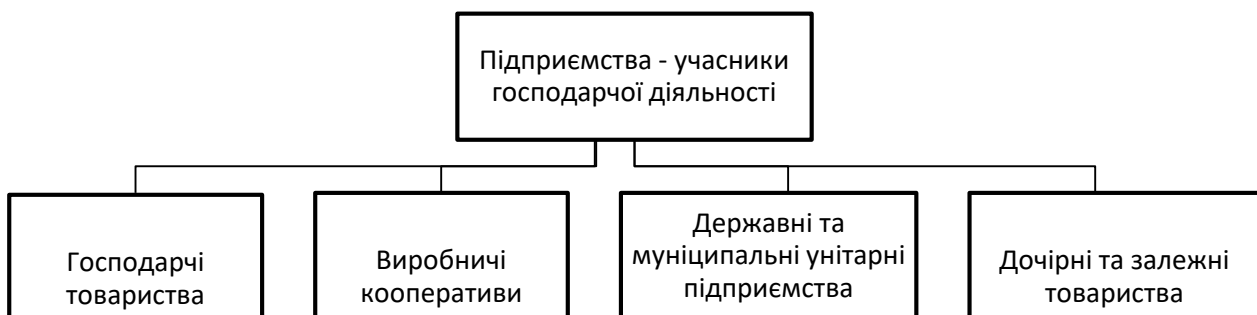 Підприємства - учасники
господарчої діяльності
Господарчі
товариства
Виробничі
кооперативи
Державні та
муніципальні унітарні
підприємства
Дочірні та залежні
товариства